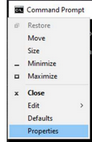 Command Prompt
Restore
Move
Size
Minimize
Maximize
Close
Edit
Defaults
Properties